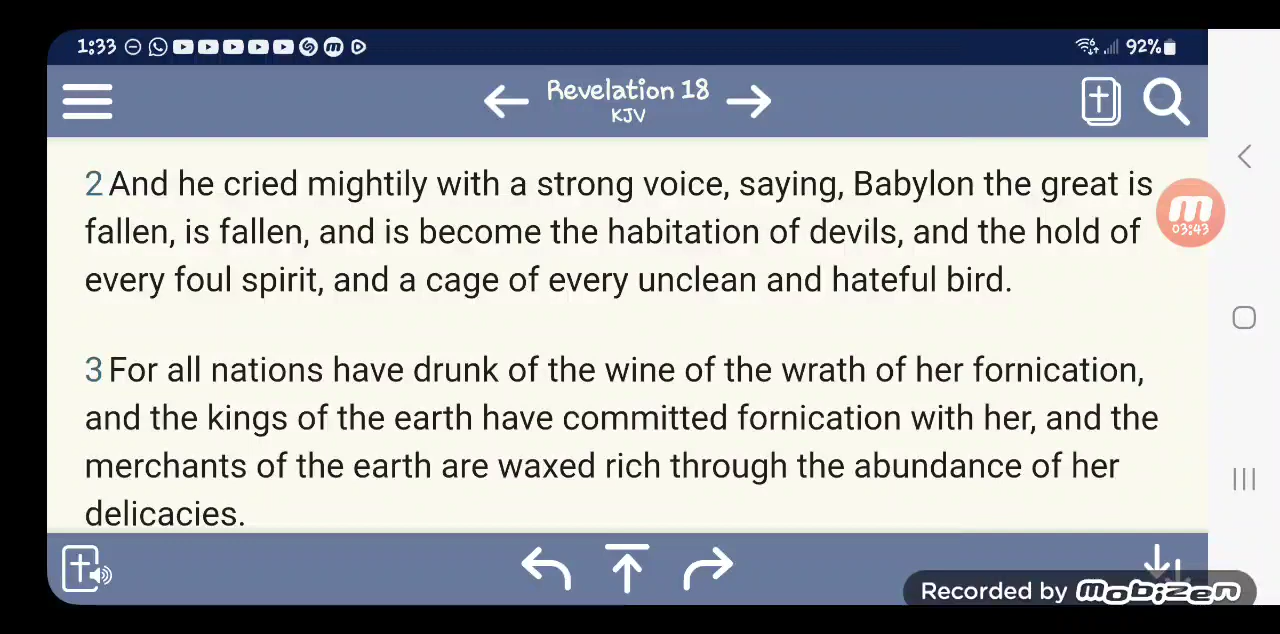 1:33 92%
Revelation 18
KJV
2 And he cried mightily with a strong voice, saying, Babylon the great is
fallen, is fallen, and is become the habitation of devils, and the hold of
every foul spirit, and a cage of every unclean and hateful bird.
03:43
3 For all nations have drunk of the wine of the wrath of her fornication,
and the kings of the earth have committed fornication with her, and the
merchants of the earth are waxed rich through the abundance of her
delicacies.
Recorded by mobizen